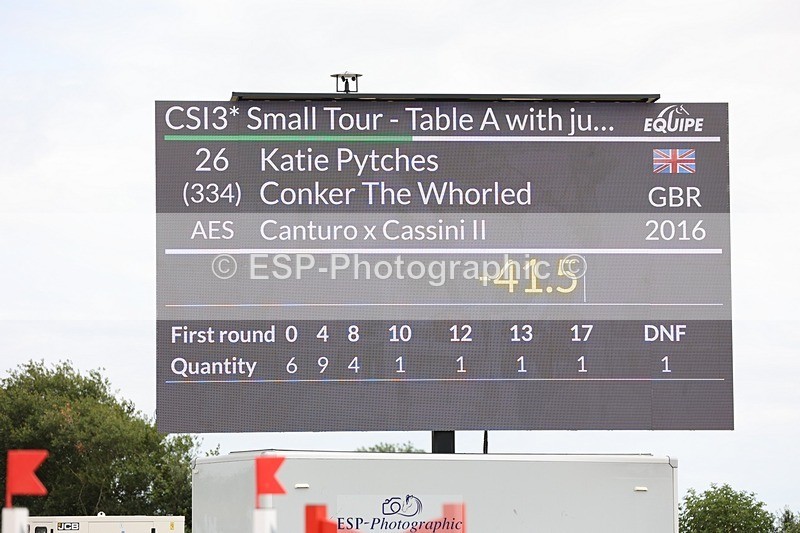 CSI3* Small Tour - Table A with ju... EQUIPE
26 Katie Pytches
(334) Conker The Whorled GBR
AES Canturo x Cassini II 2016
© ESP-Photographic ©
+41.5
First round 0 4 8 10 12 13 17 DNF
Quantity 6 9 4 1 1 1 1 1
JCB
ESP-Photographic